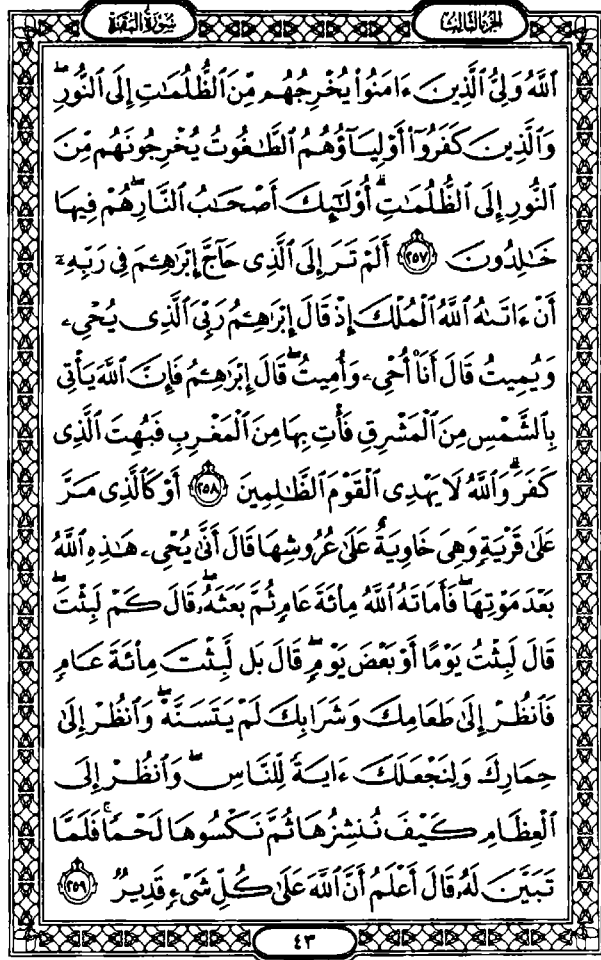 الجزء الثالث
سورة البقرة
ٱللَّهُ وَلِىُّ ٱلَّذِينَ ءَامَنُوا۟ يُخْرِجُهُم مِّنَ ٱلظُّلُمَٰتِ إِلَى ٱلنُّورِۖ
وَٱلَّذِينَ كَفَرُوٓا۟ أَوْلِيَآؤُهُمُ ٱلطَّٰغُوتُ يُخْرِجُونَهُم مِّنَ
ٱلنُّورِ إِلَى ٱلظُّلُمَٰتِۗ أُو۟لَٰٓئِكَ أَصْحَٰبُ ٱلنَّارِۖ هُمْ فِيهَا
خَٰلِدُونَ ٢٥٧ أَلَمْ تَرَ إِلَى ٱلَّذِى حَآجَّ إِبْرَٰهِۦمَ فِى رَبِّهِۦٓ
أَنْ ءَاتَىٰهُ ٱللَّهُ ٱلْمُلْكَ إِذْ قَالَ إِبْرَٰهِۦمُ رَبِّىَ ٱلَّذِى يُحْىِۦ
وَيُمِيتُ قَالَ أَنَا۠ أُحْىِۦ وَأُمِيتُۖ قَالَ إِبْرَٰهِۦمُ فَإِنَّ ٱللَّهَ يَأْتِى
بِٱلشَّمْسِ مِنَ ٱلْمَشْرِقِ فَأْتِ بِهَا مِنَ ٱلْمَغْرِبِ فَبُهِتَ ٱلَّذِى
كَفَرَۗ وَٱللَّهُ لَا يَهْدِى ٱلْقَوْمَ ٱلظَّٰلِمِينَ ٢٥٨ أَوْ كَٱلَّذِى مَرَّ
عَلَىٰ قَرْيَةٍ وَهِىَ خَاوِيَةٌ عَلَىٰ عُرُوشِهَا قَالَ أَنَّىٰ يُحْىِۦ هَٰذِهِ ٱللَّهُ
بَعْدَ مَوْتِهَاۖ فَأَمَاتَهُ ٱللَّهُ مِا۟ئَةَ عَامٍ ثُمَّ بَعَثَهُۥۖ قَالَ كَمْ لَبِثْتَۖ
قَالَ لَبِثْتُ يَوْمًا أَوْ بَعْضَ يَوْمٍۖ قَالَ بَل لَّبِثْتَ مِا۟ئَةَ عَامٍ
فَٱنظُرْ إِلَىٰ طَعَامِكَ وَشَرَابِكَ لَمْ يَتَسَنَّهْۖ وَٱنظُرْ إِلَىٰ
حِمَارِكَ وَلِنَجْعَلَكَ ءَايَةً لِّلنَّاسِۖ وَٱنظُرْ إِلَى
ٱلْعِظَامِ كَيْفَ نُنشِزُهَا ثُمَّ نَكْسُوهَا لَحْمًاۚ فَلَمَّا
تَبَيَّنَ لَهُۥ قَالَ أَعْلَمُ أَنَّ ٱللَّهَ عَلَىٰ كُلِّ شَىْءٍ قَدِيرٌ ٢٥٩
٤٣